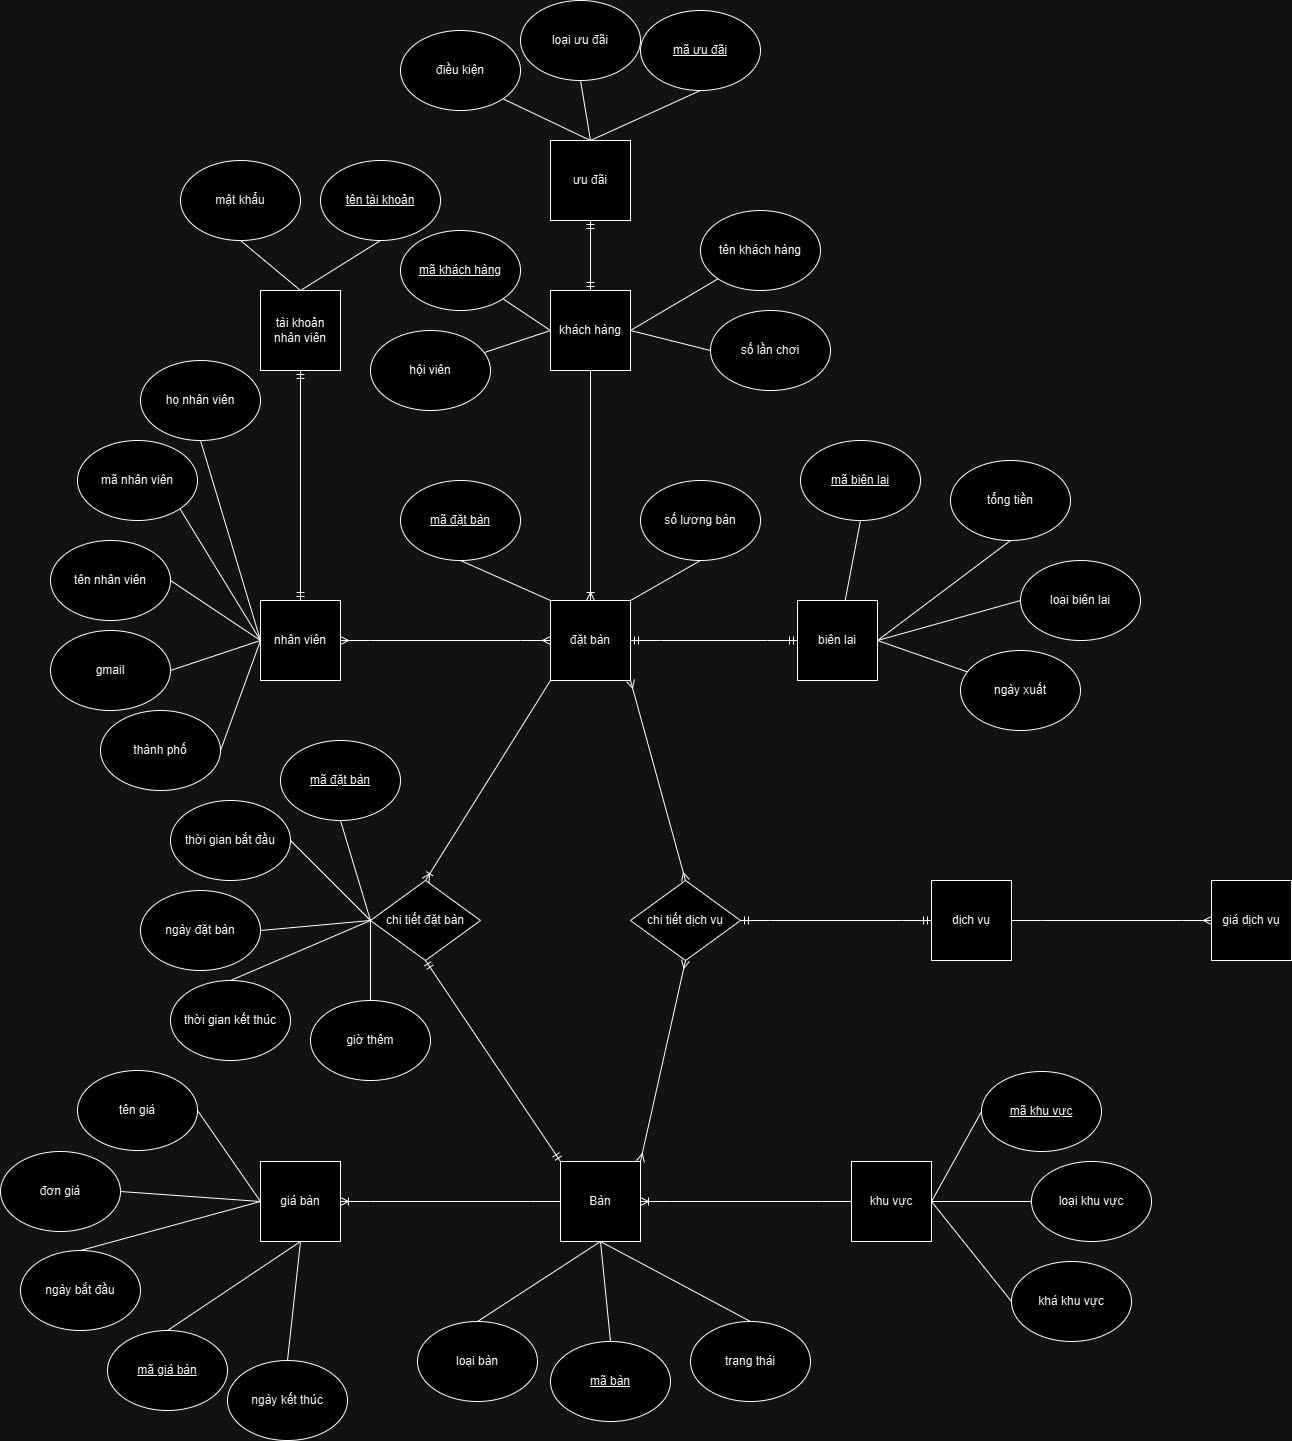 loại ưu đãi
mã ưu đãi
điều kiện
ưu đãi
mật khẩu
tên tài khoản
tên khách hàng
mã khách hàng
tài khoản
nhân viên
khách hàng
số lần chơi
hội viên
họ nhân viên
mã nhân viên
mã biên lai
tổng tiền
mã đặt bàn
số lương bàn
tên nhân viên
loại biên lai
nhân viên
đặt bàn
biên lai
gmail
ngày xuất
thành phố
mã đặt bàn
thời gian bắt đầu
ngày đặt bàn
chi tiết đặt bàn
chi tiết dịch vụ
dịch vụ
giá dịch vụ
thời gian kết thúc
giờ thêm
tên giá
mã khu vực
đơn giá
giá bàn
Bàn
khu vực
loại khu vực
ngày bắt đầu
khá khu vực
mã giá bàn
ngày kết thúc
loại bàn
mã bàn
trạng thái